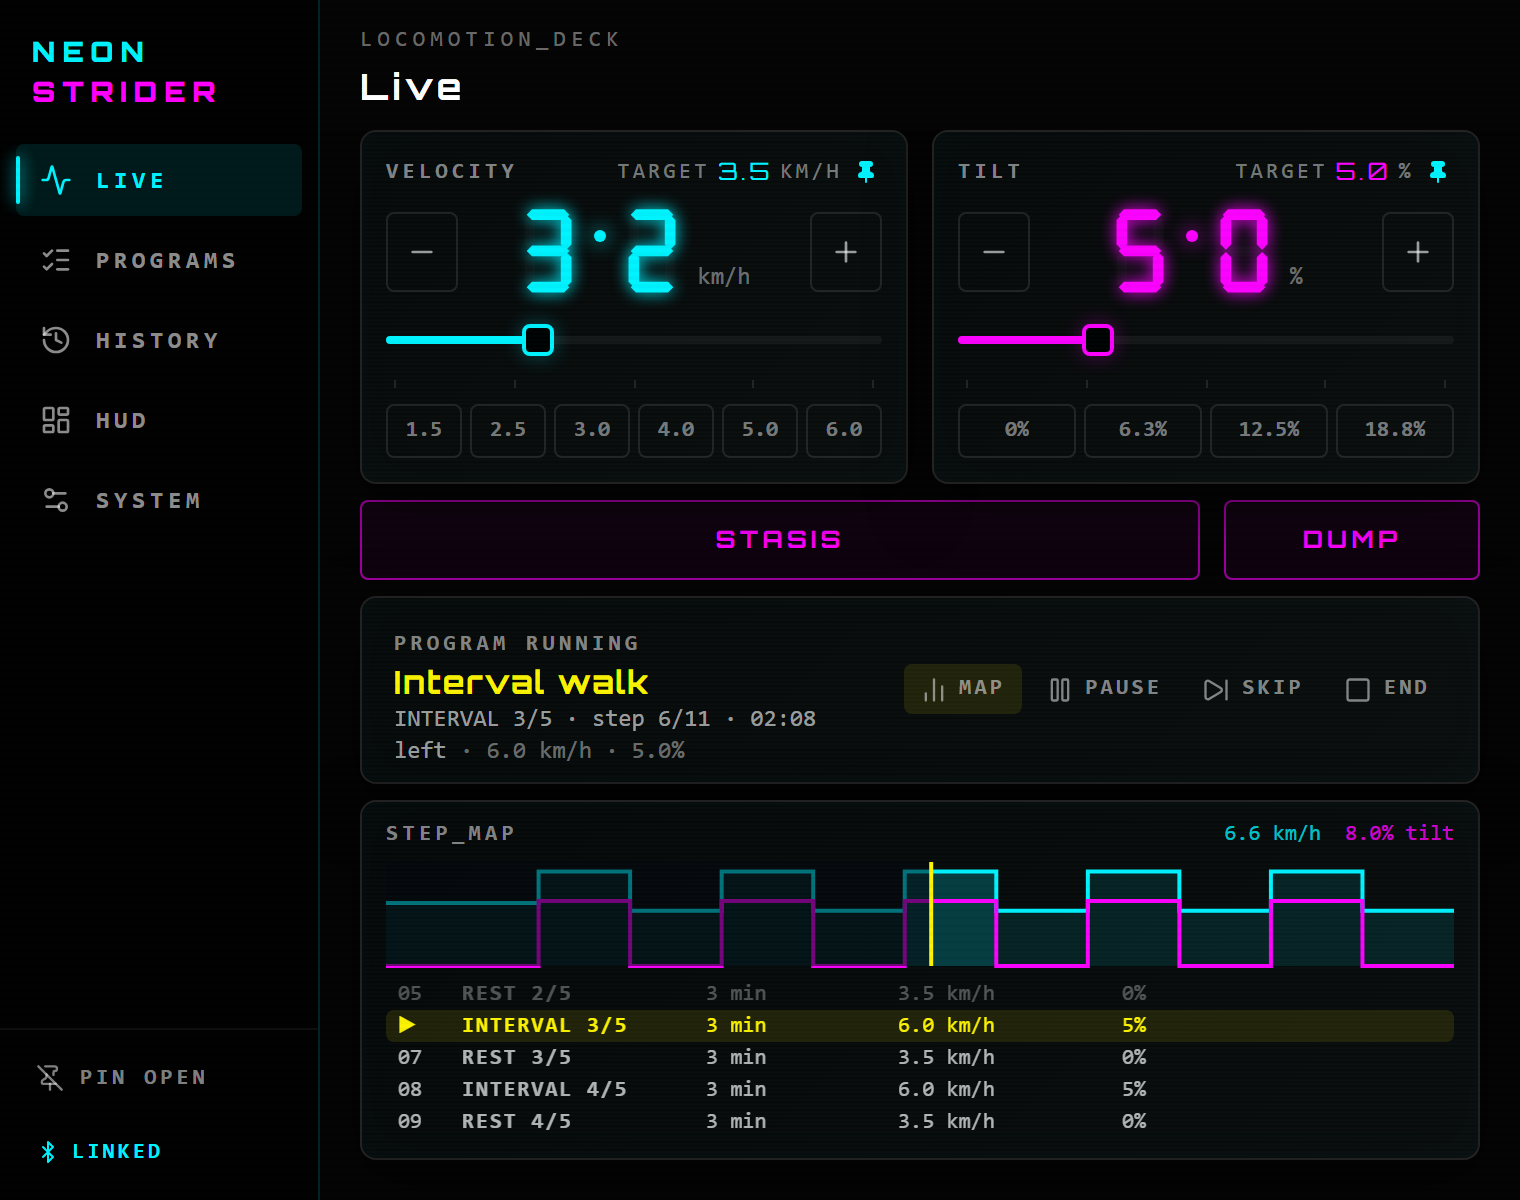 NEON
STRIDER
LIVE
PROGRAMS
HISTORY
HUD
SYSTEM
PIN OPEN
LINKED
LOCOMOTION_DECK
Live
VELOCITY TARGET 3.5 KM/H
3.2 km/h
1.5 2.5 3.0 4.0 5.0 6.0
TILT TARGET 5.0 %
5.0 %
0% 6.3% 12.5% 18.8%
STASIS DUMP
PROGRAM RUNNING
Interval walk
INTERVAL 3/5 · step 6/11 · 02:08
left · 6.0 km/h · 5.0%
MAP PAUSE SKIP END
STEP_MAP 6.6 km/h 8.0% tilt
05 REST 2/5 3 min 3.5 km/h 0%
INTERVAL 3/5 3 min 6.0 km/h 5%
07 REST 3/5 3 min 3.5 km/h 0%
08 INTERVAL 4/5 3 min 6.0 km/h 5%
09 REST 4/5 3 min 3.5 km/h 0%